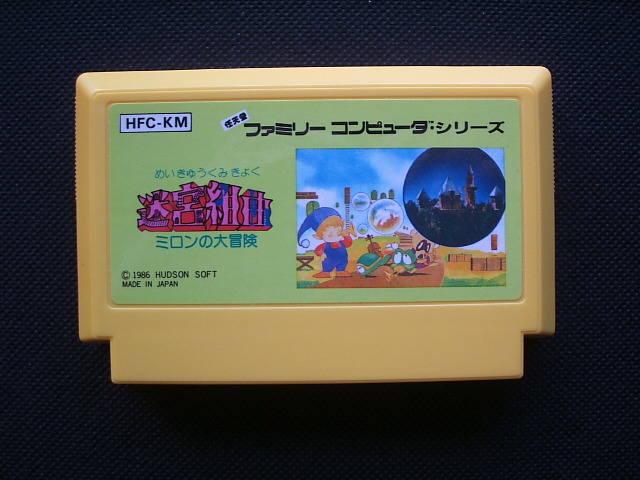 HFC-KM
任天堂 ファミリー コンピュータ・シリーズ
めいきゅうくみきょく
迷宮組曲
ミロンの大冒険
© 1986 HUDSON SOFT
MADE IN JAPAN